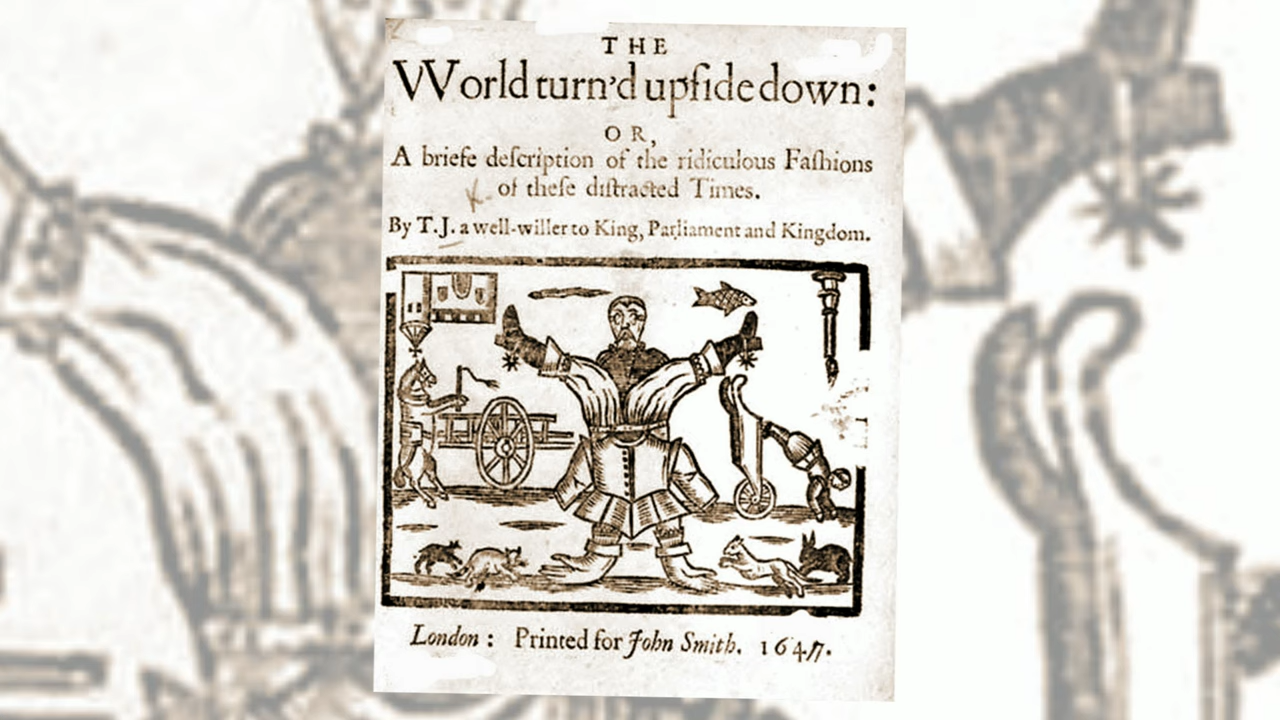 THE
World turn'd upſide down:
OR,
A briefe deſcription of the ridiculous Faſhions
of theſe diſtracted Times.
By T.J. a well-willer to King, Parliament and Kingdom.
London: Printed for John Smith. 1647.